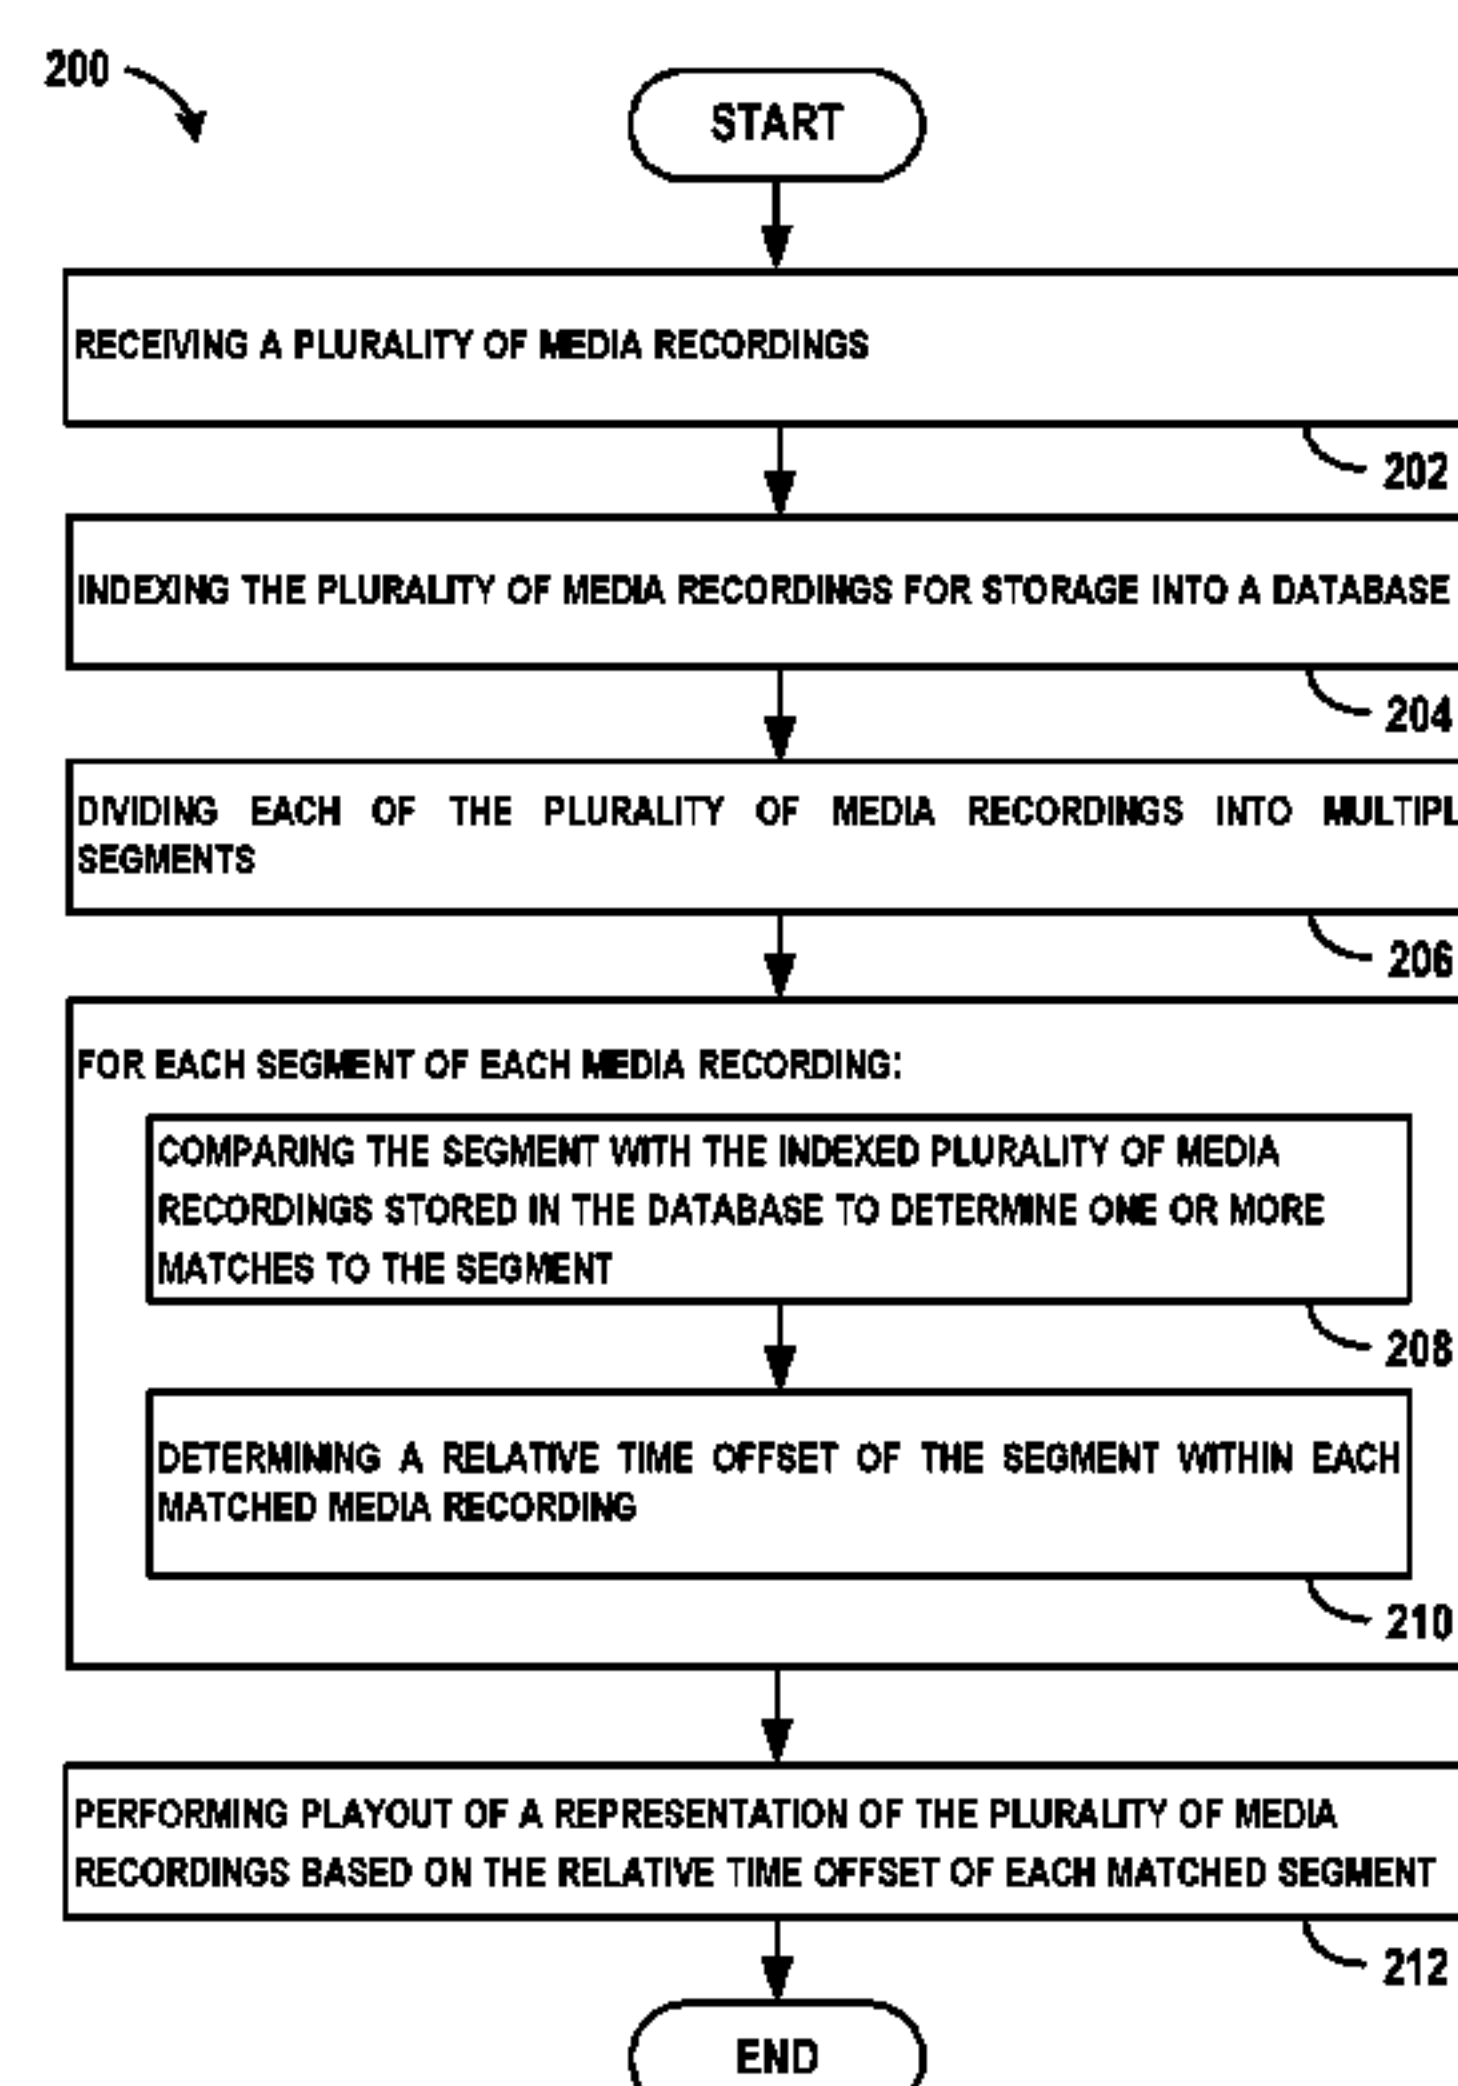 200
START
RECEIVING A PLURALITY OF MEDIA RECORDINGS
202
INDEXING THE PLURALITY OF MEDIA RECORDINGS FOR STORAGE INTO A DATABASE
204
DIVIDING EACH OF THE PLURALITY OF MEDIA RECORDINGS INTO MULTIPL
SEGMENTS
206
FOR EACH SEGMENT OF EACH MEDIA RECORDING:
COMPARING THE SEGMENT WITH THE INDEXED PLURALITY OF MEDIA
RECORDINGS STORED IN THE DATABASE TO DETERMINE ONE OR MORE
MATCHES TO THE SEGMENT
208
DETERMINING A RELATIVE TIME OFFSET OF THE SEGMENT WITHIN EACH
MATCHED MEDIA RECORDING
210
PERFORMING PLAYOUT OF A REPRESENTATION OF THE PLURALITY OF MEDIA
RECORDINGS BASED ON THE RELATIVE TIME OFFSET OF EACH MATCHED SEGMENT
212
END